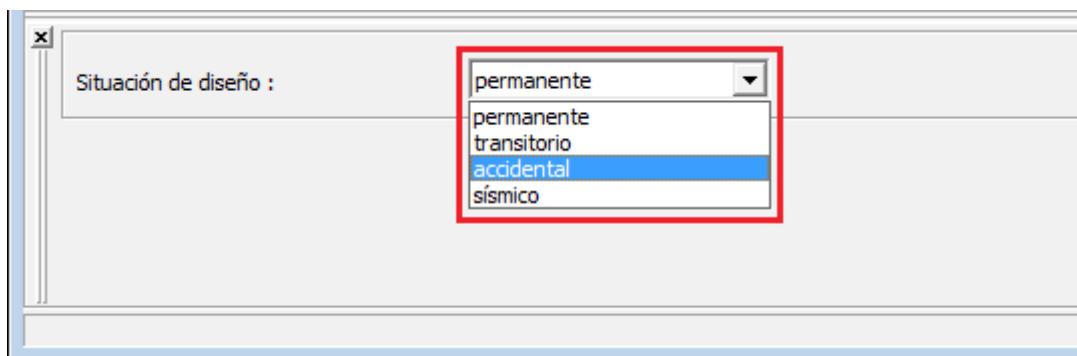 Situación de diseño :
permanente
permanente
transitorio
accidental
sísmico